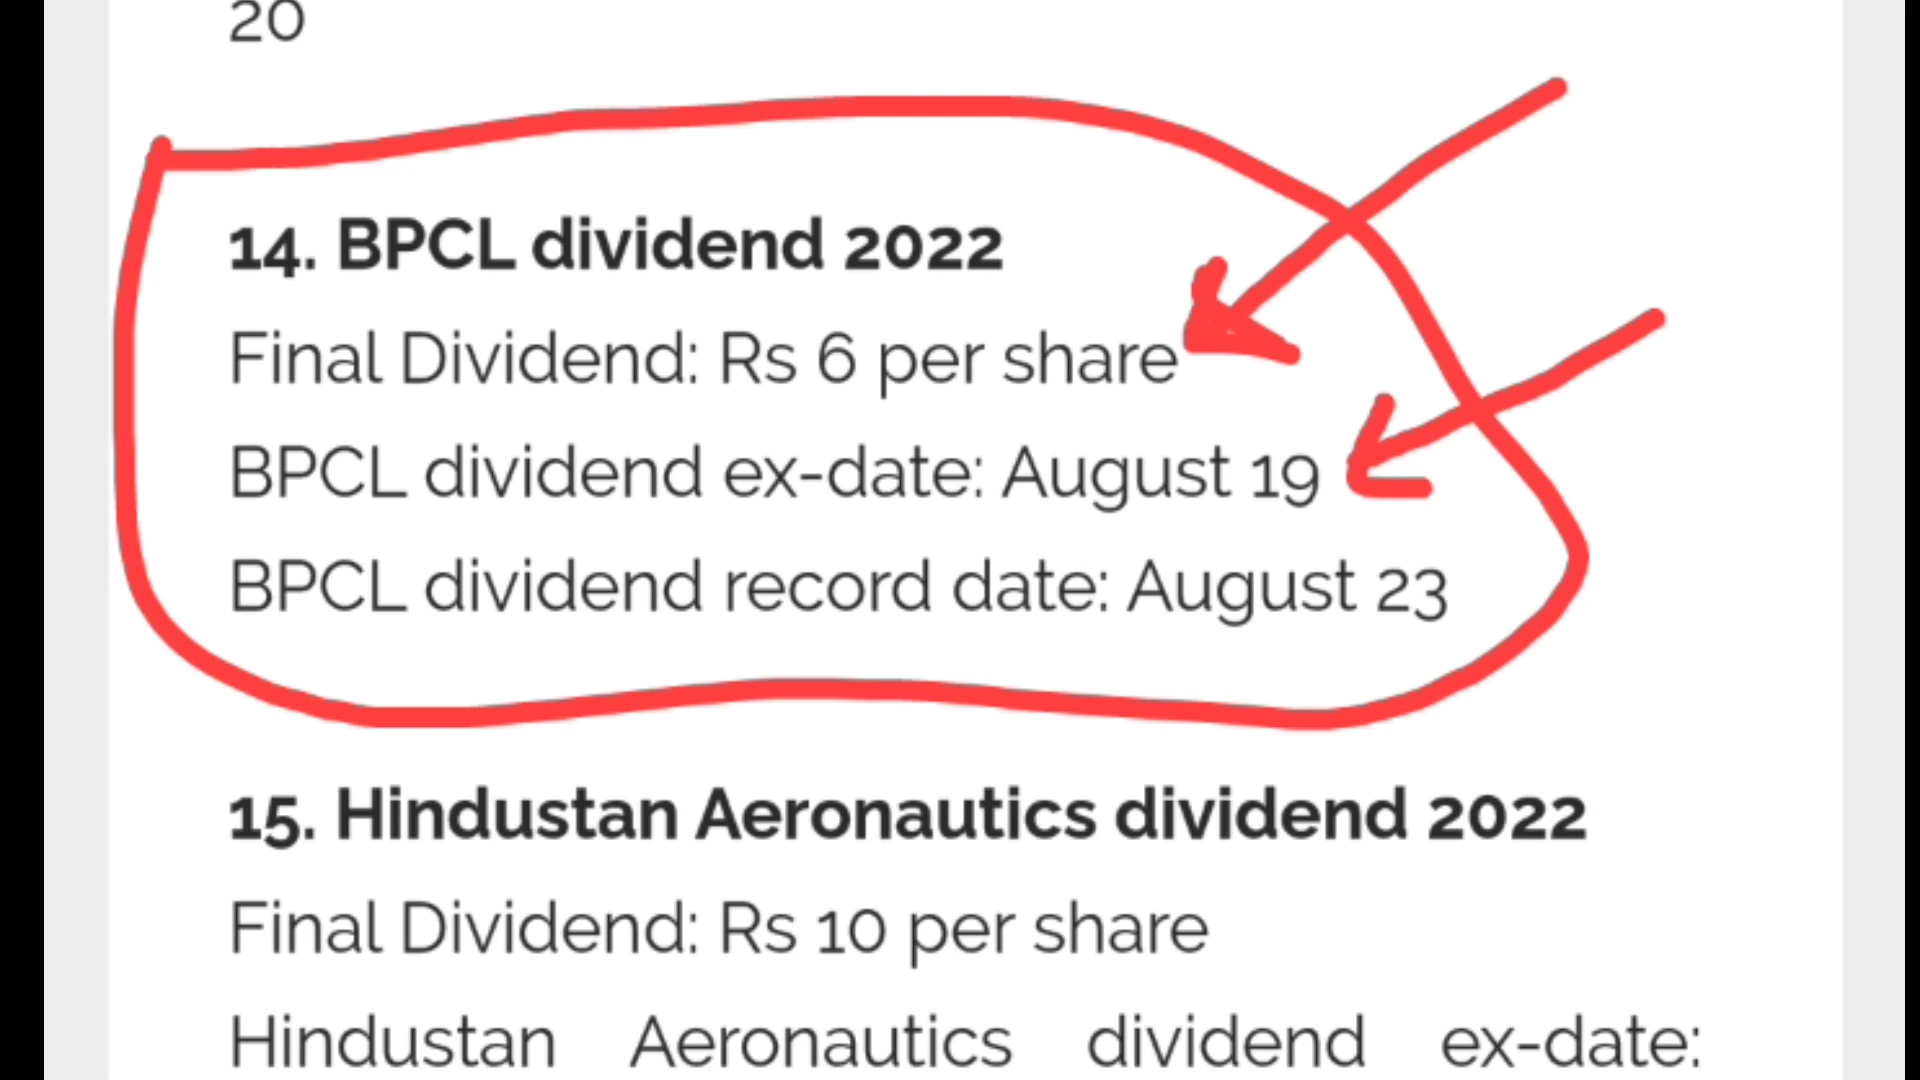 20
14. BPCL dividend 2022
Final Dividend: Rs 6 per share
BPCL dividend ex-date: August 19
BPCL dividend record date: August 23
15. Hindustan Aeronautics dividend 2022
Final Dividend: Rs 10 per share
Hindustan Aeronautics dividend ex-date: